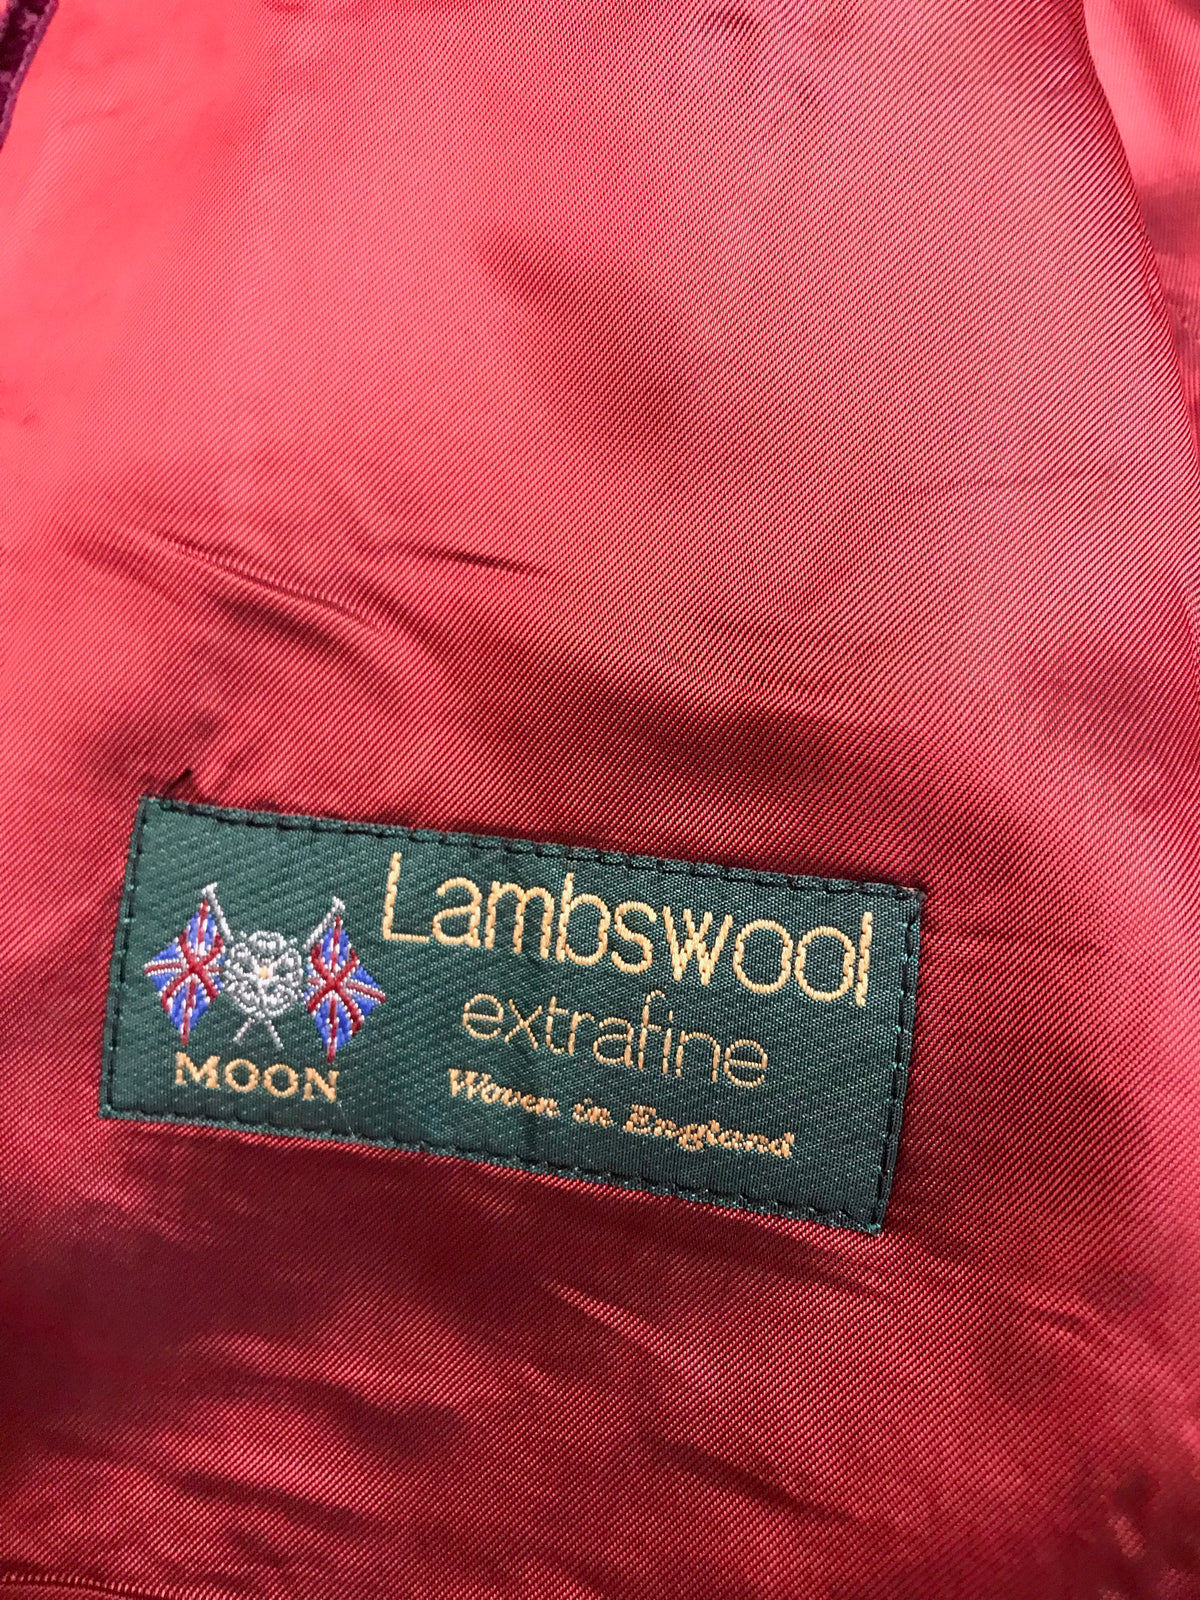 MOON
Lambswool
extrafine
Woven in England